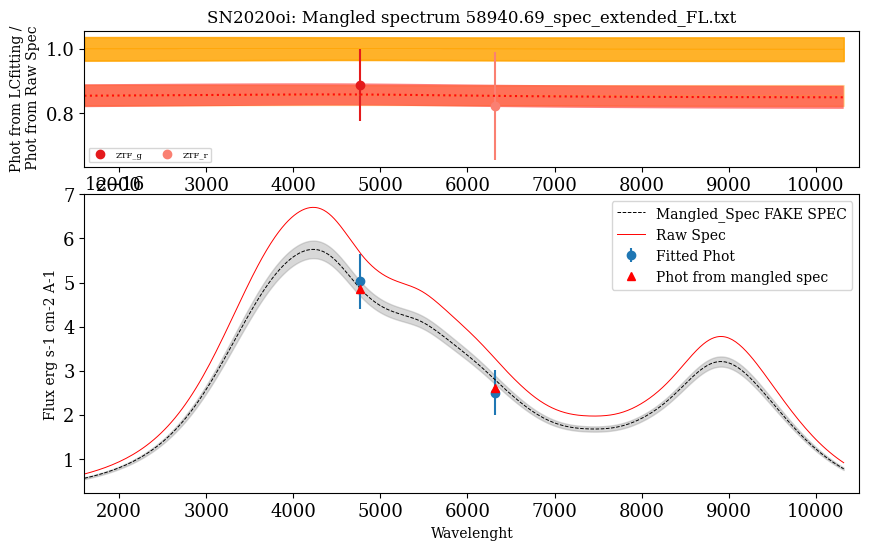 SN2020oi: Mangled spectrum 58940.69_spec_extended_FL.txt
Phot from LCfitting /
Phot from Raw Spec
1.0
0.8
ZTF_g ZTF_r
2000 3000 4000 5000 6000 7000 8000 9000 10000
1e−16
Flux erg s-1 cm-2 A-1
7
6
5
4
3
2
1
Mangled_Spec FAKE SPEC
Raw Spec
Fitted Phot
Phot from mangled spec
2000 3000 4000 5000 6000 7000 8000 9000 10000
Wavelenght